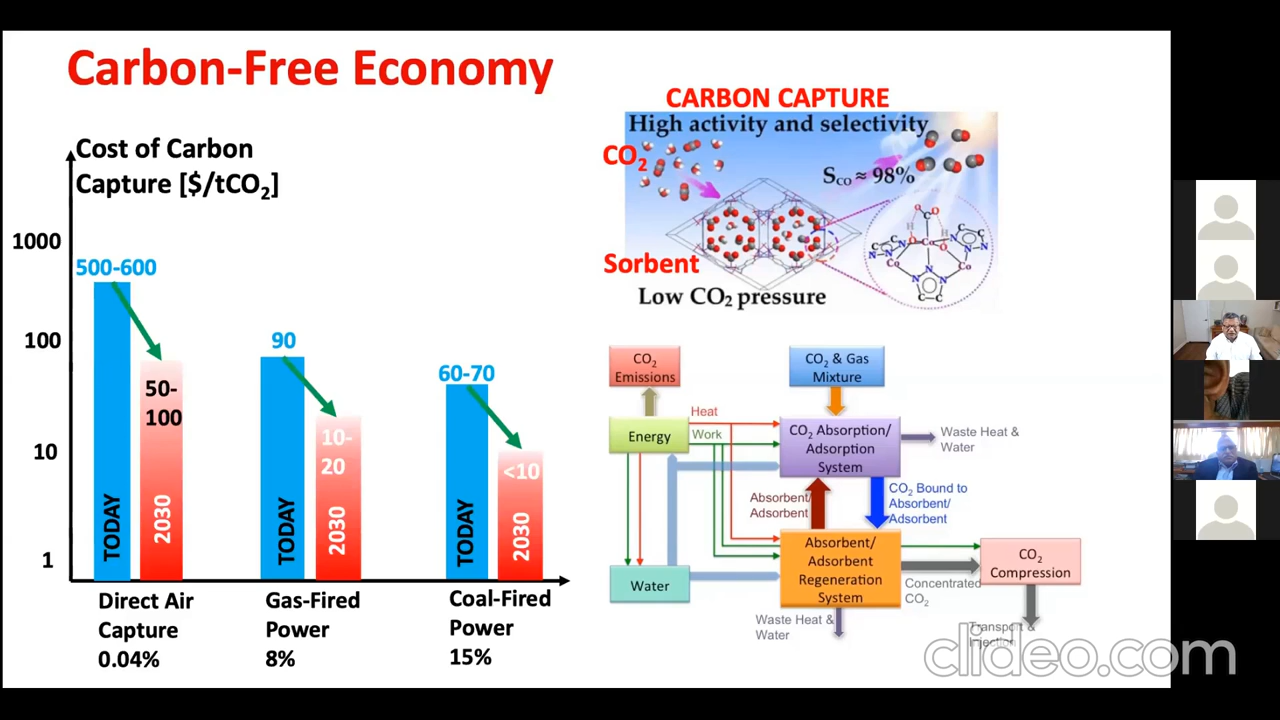 Carbon-Free Economy
Cost of Carbon
Capture [$/tCO₂]
1000
100
10
1
500-600
50-
100
TODAY
2030
90
10-
20
TODAY
2030
60-70
<10
TODAY
2030
Direct Air
Capture
0.04%
Gas-Fired
Power
8%
Coal-Fired
Power
15%
CARBON CAPTURE
High activity and selectivity
CO₂
S_CO ≈ 98%
Sorbent
Low CO₂ pressure
O
O
C
H
H
O
O
Co
N
N
N
N
Co
Co
N
N
N
C
C
CO₂
Emissions
CO₂ & Gas
Mixture
Heat
Energy
Work
CO₂ Absorption/
Adsorption
System
Waste Heat &
Water
Absorbent/
Adsorbent
CO₂ Bound to
Absorbent/
Adsorbent
Water
Absorbent/
Adsorbent
Regeneration
System
CO₂
Compression
Concentrated
CO₂
Waste Heat &
Water
Transport &
Injection
clideo.com